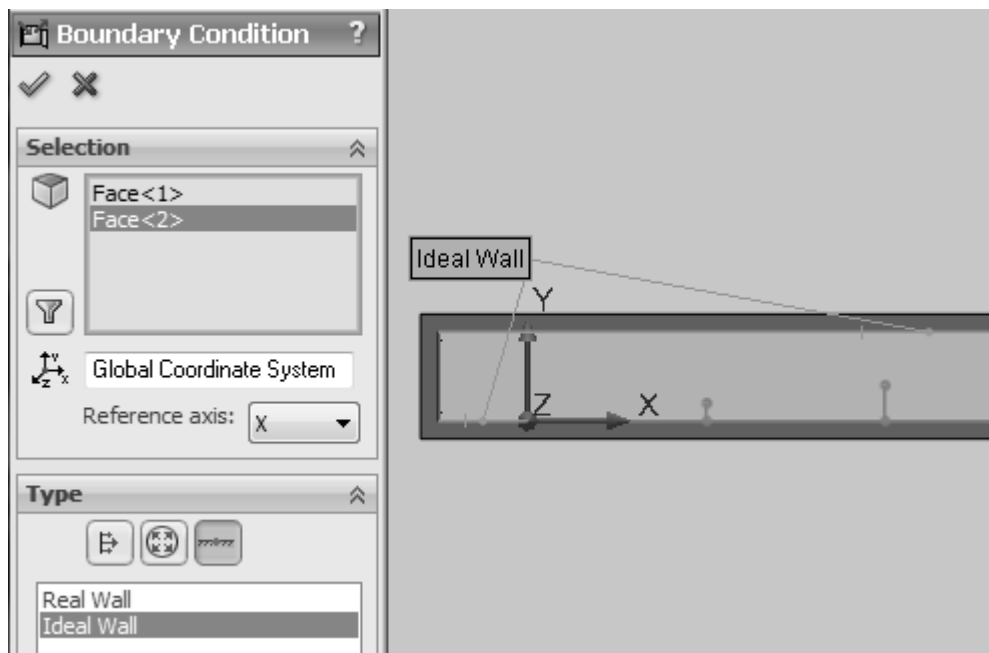 Boundary Condition ?
Selection
Face<1>
Face<2>
Y
Z X
Global Coordinate System
Reference axis: X
Type
Real Wall
Ideal Wall
Ideal Wall
Y
Z X